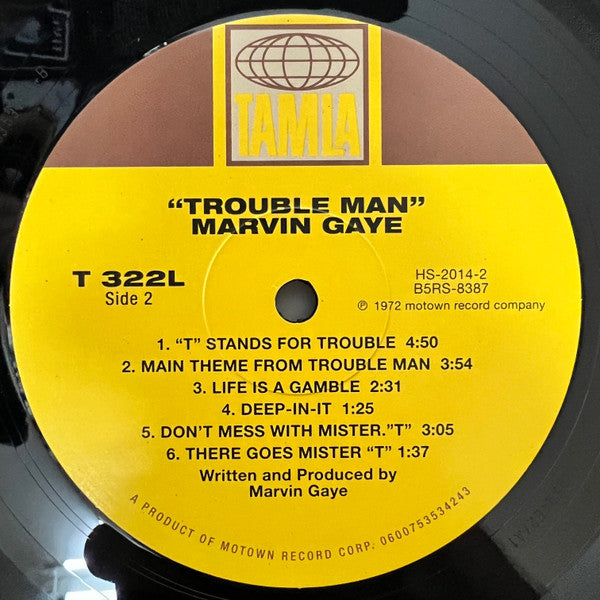 TAMLA
"TROUBLE MAN"
MARVIN GAYE
T 322L
Side 2
HS-2014-2
B5RS-8387
℗ 1972 motown record company
1. "T" STANDS FOR TROUBLE 4:50
2. MAIN THEME FROM TROUBLE MAN 3:54
3. LIFE IS A GAMBLE 2:31
4. DEEP-IN-IT 1:25
5. DON'T MESS WITH MISTER."T" 3:05
6. THERE GOES MISTER "T" 1:37
Written and Produced by
Marvin Gaye
A PRODUCT OF MOTOWN RECORD CORP. 0600753534243